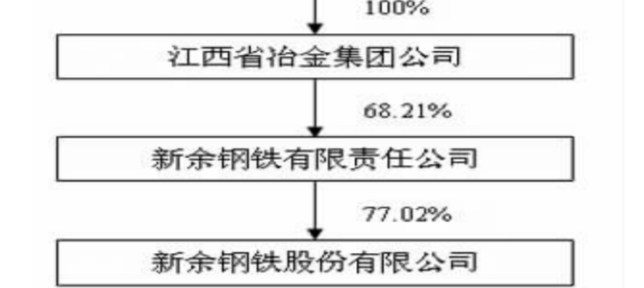 100%
江西省冶金集团公司
68.21%
新余钢铁有限责任公司
77.02%
新余钢铁股份有限公司